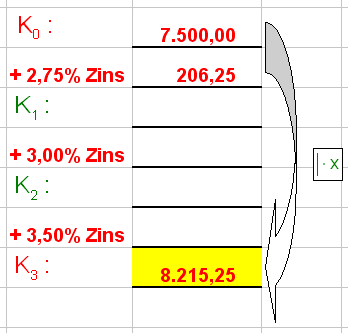 K₀ : 7.500,00
+ 2,75% Zins 206,25
K₁ :
+ 3,00% Zins
· x
K₂ :
+ 3,50% Zins
K₃ : 8.215,25